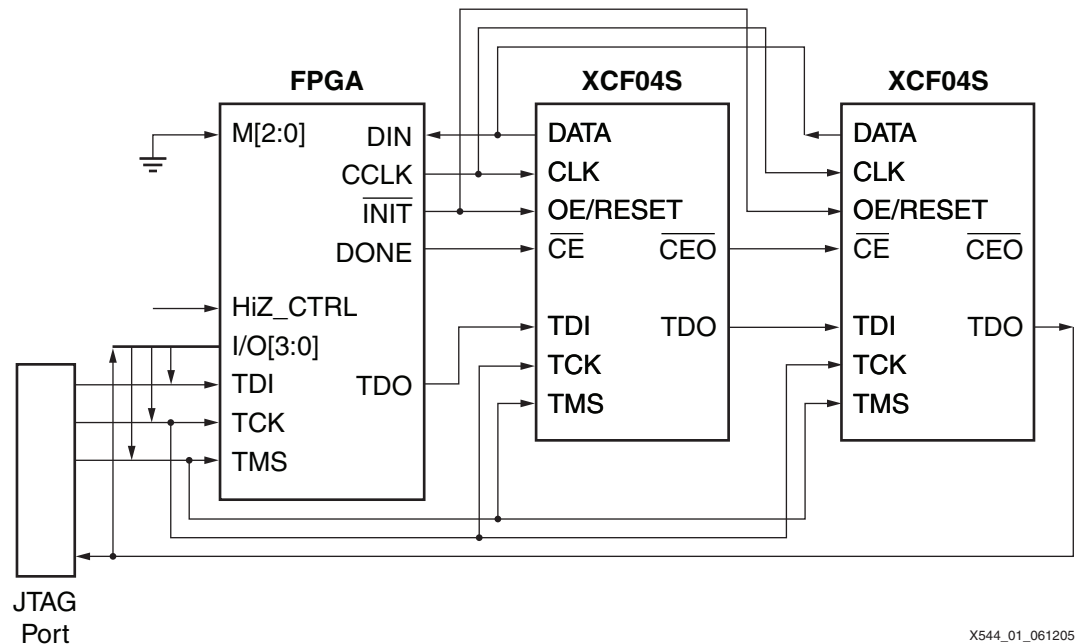 FPGA
M[2:0]
DIN
CCLK
INIT
DONE
HiZ_CTRL
I/O[3:0]
TDI
TDO
TCK
TMS
XCF04S
DATA
CLK
OE/RESET
CE
CEO
TDI
TDO
TCK
TMS
XCF04S
DATA
CLK
OE/RESET
CE
CEO
TDI
TDO
TCK
TMS
JTAG
Port
X544_01_061205